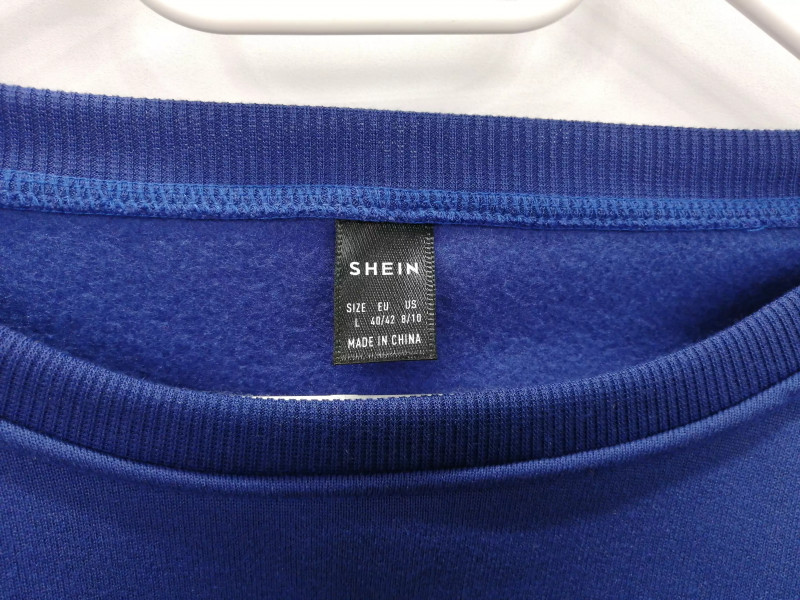 SHEIN
SIZE EU US
L 40/42 8/10
MADE IN CHINA